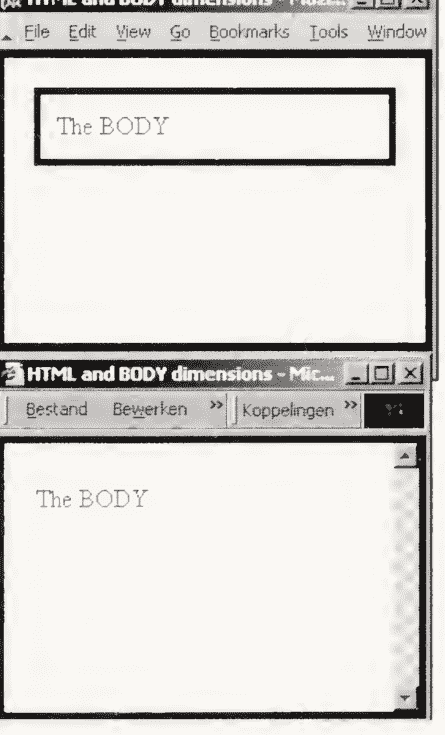 HTML and BODY dimensions - Mozi...
File Edit View Go Bookmarks Tools Window
The BODY
HTML and BODY dimensions - Mic...
Bestand Bewerken » Koppelingen »
The BODY